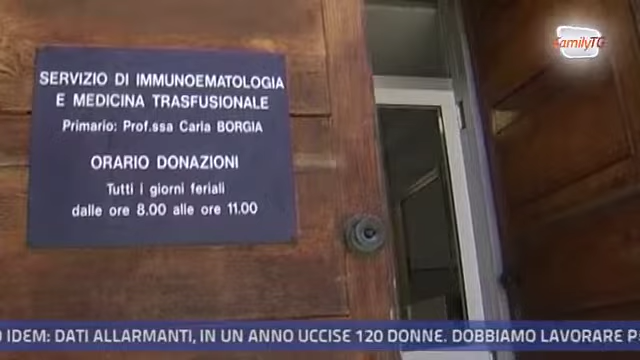 FamilyTG
SERVIZIO DI IMMUNOEMATOLOGIA
E MEDICINA TRASFUSIONALE
Primario: Prof.ssa Carla BORGIA
ORARIO DONAZIONI
Tutti i giorni feriali
dalle ore 8.00 alle ore 11.00
IDEM: DATI ALLARMANTI, IN UN ANNO UCCISE 120 DONNE. DOBBIAMO LAVORARE